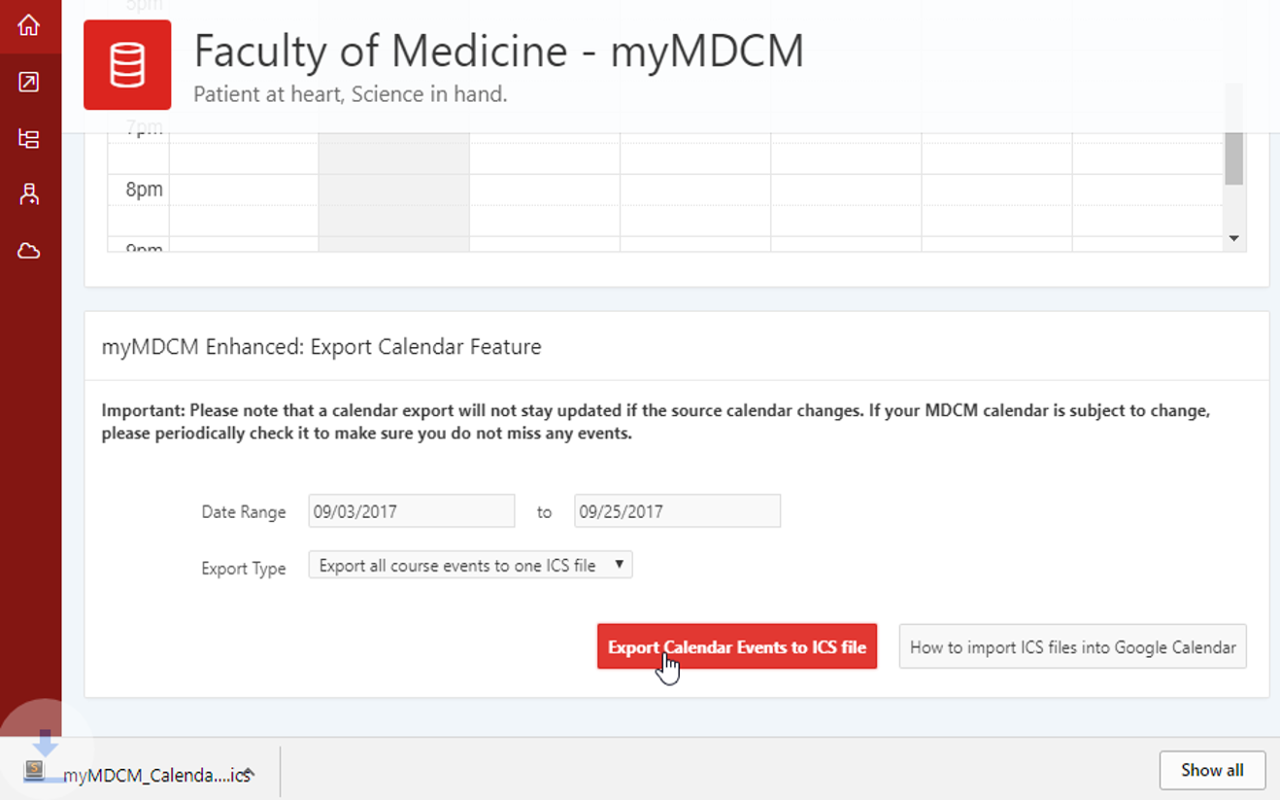 5pm
Faculty of Medicine - myMDCM
Patient at heart, Science in hand.
7pm
8pm
9pm
myMDCM Enhanced: Export Calendar Feature
Important: Please note that a calendar export will not stay updated if the source calendar changes. If your MDCM calendar is subject to change,
please periodically check it to make sure you do not miss any events.
Date Range 09/03/2017 to 09/25/2017
Export Type Export all course events to one ICS file
Export Calendar Events to ICS file How to import ICS files into Google Calendar
myMDCM_Calenda....ics Show all